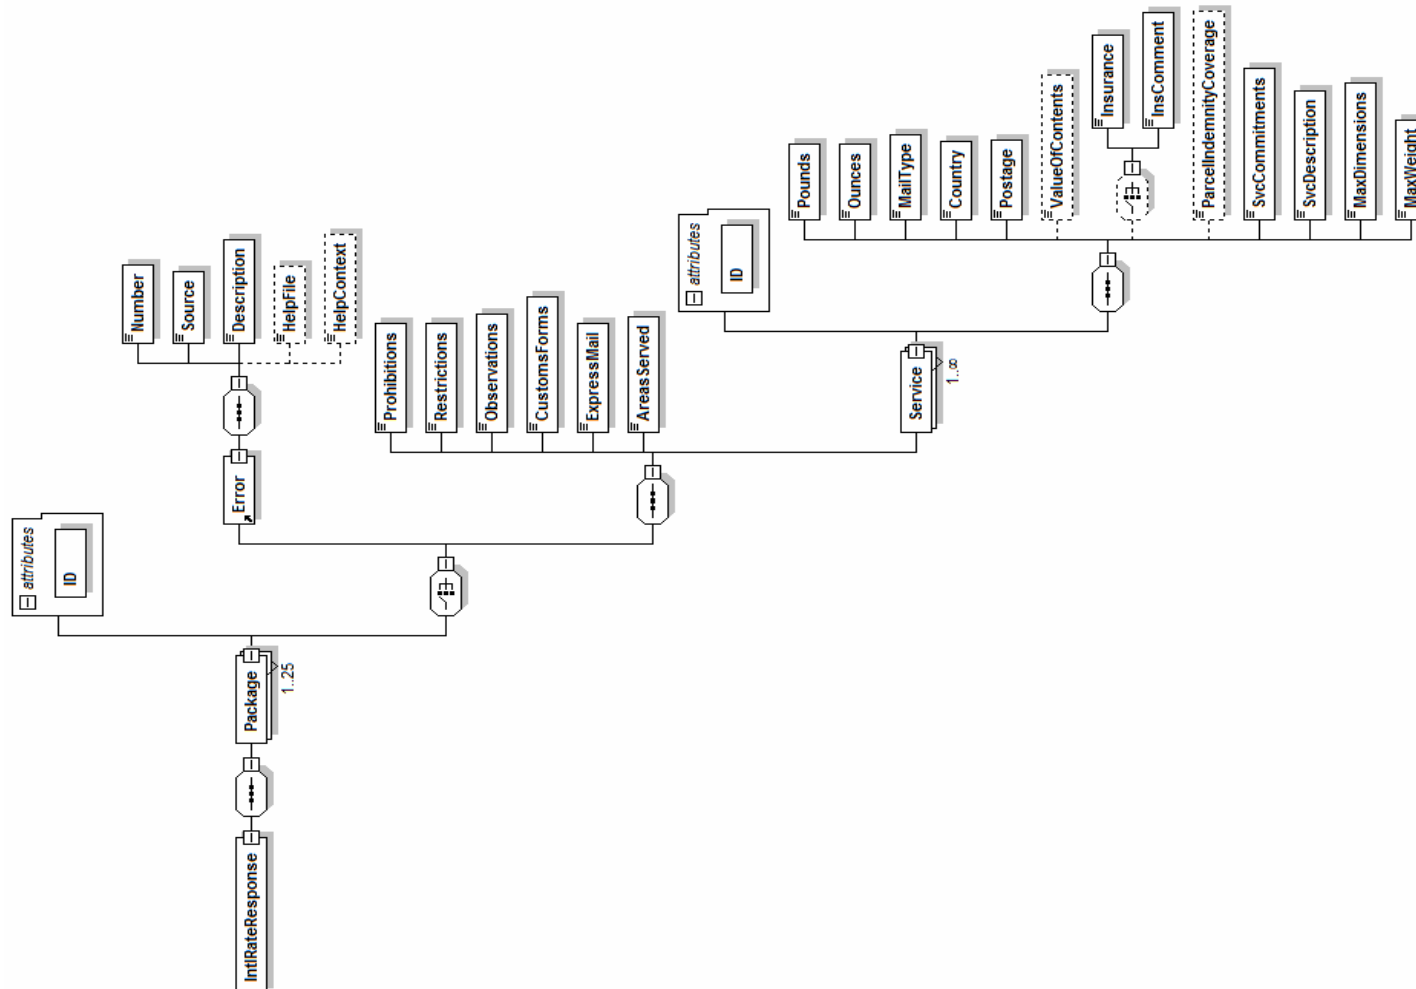 IntlRateResponse
Package
1..25
attributes
ID
Error
Number
Source
Description
HelpFile
HelpContext
Prohibitions
Restrictions
Observations
CustomsForms
ExpressMail
AreasServed
Service
1..∞
attributes
ID
Pounds
Ounces
MailType
Country
Postage
ValueOfContents
Insurance
InsComment
ParcelIndemnityCoverage
SvcCommitments
SvcDescription
MaxDimensions
MaxWeight